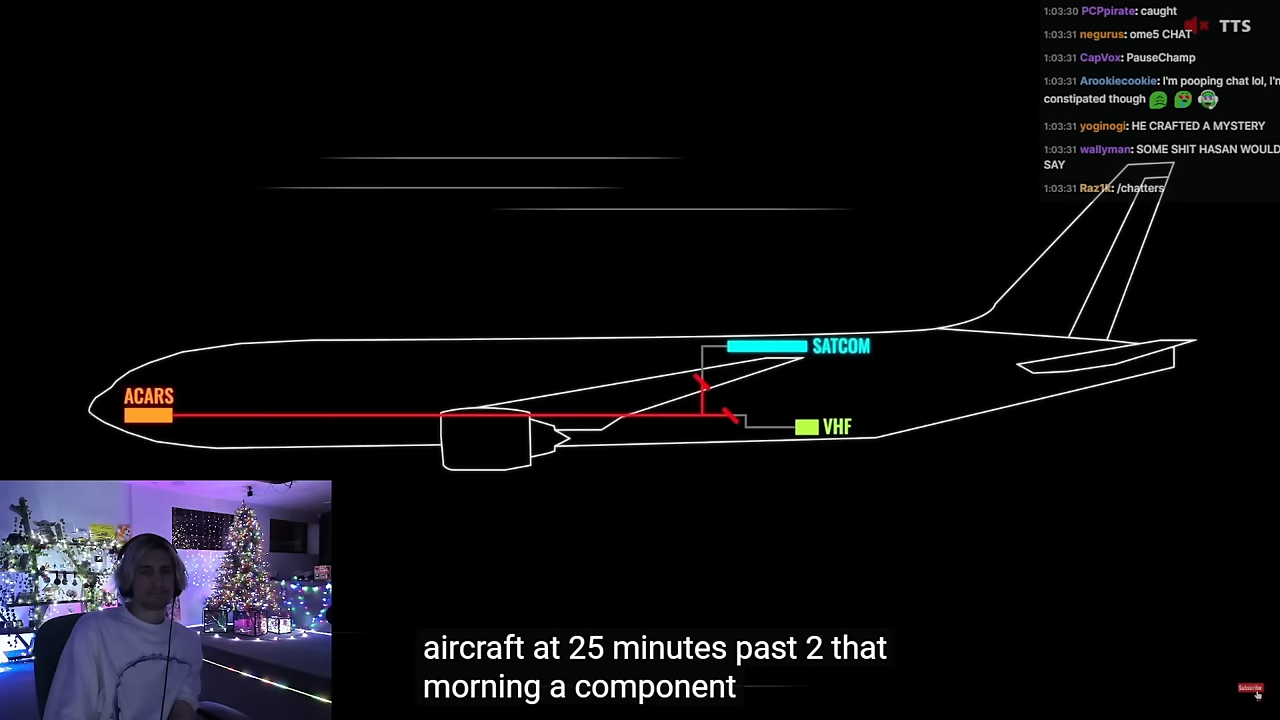 1:03:30 PCPpirate: caught
TTS
1:03:31 negurus: ome5 CHAT
1:03:31 CapVox: PauseChamp
1:03:31 Arookiecookie: I'm pooping chat lol, I'm
constipated though
1:03:31 yoginogi: HE CRAFTED A MYSTERY
1:03:31 wallyman: SOME SHIT HASAN WOULD
SAY
1:03:31 Raz1k: /chatters
SATCOM
ACARS
VHF
aircraft at 25 minutes past 2 that
morning a component
Subscribe